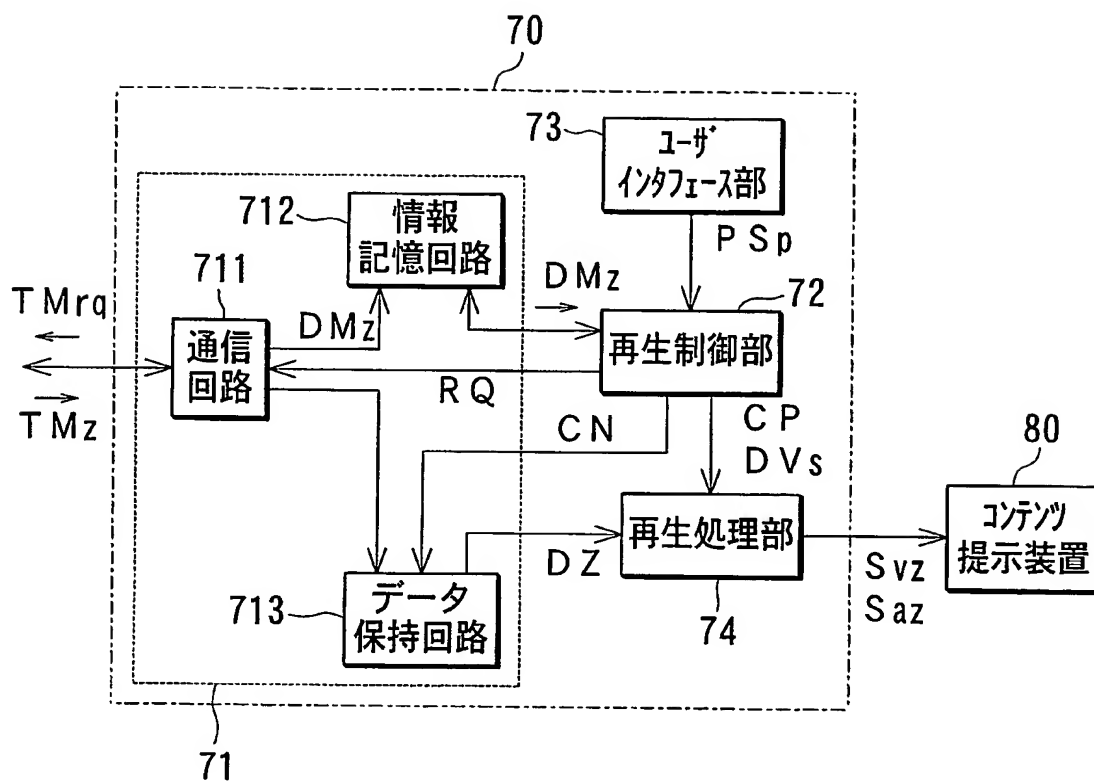 70
73
ﾕｰｻﾞ
ｲﾝﾀﾌｪｰｽ部
712
情報
記憶回路
PSp
711
TMrq
DMz
DMz
72
通信
回路
再生制御部
RQ
TMz
CN
CP
DVs
80
再生処理部
ｺﾝﾃﾝﾂ
提示装置
DZ
Svz
Saz
713
データ
保持回路
74
71